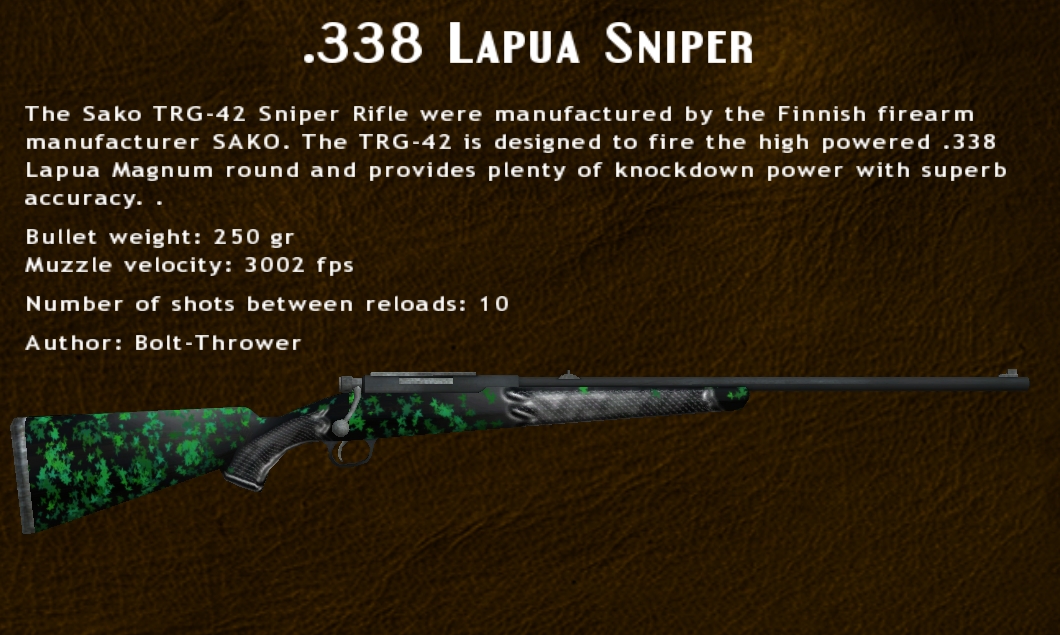 .338 Lapua Sniper
The Sako TRG-42 Sniper Rifle were manufactured by the Finnish firearm
manufacturer SAKO. The TRG-42 is designed to fire the high powered .338
Lapua Magnum round and provides plenty of knockdown power with superb
accuracy. .
Bullet weight: 250 gr
Muzzle velocity: 3002 fps
Number of shots between reloads: 10
Author: Bolt-Thrower